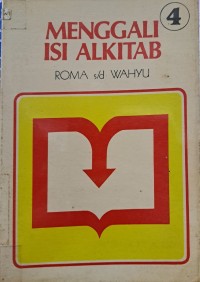 4
MENGGALI
ISI ALKITAB
ROMA s/d WAHYU